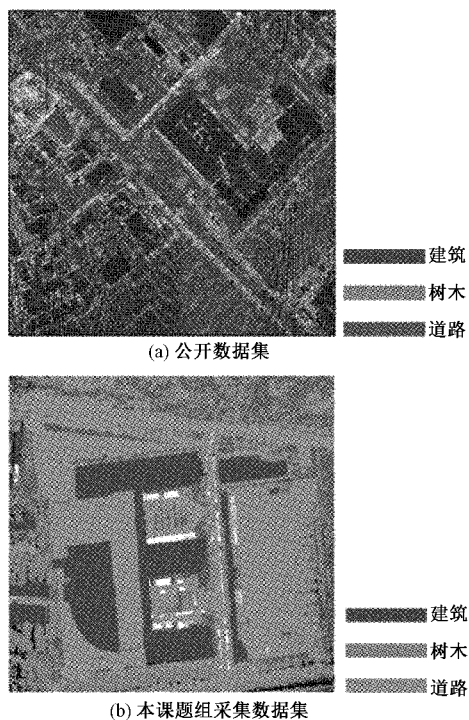 建筑
树木
道路
(a) 公开数据集
建筑
树木
道路
(b) 本课题组采集数据集